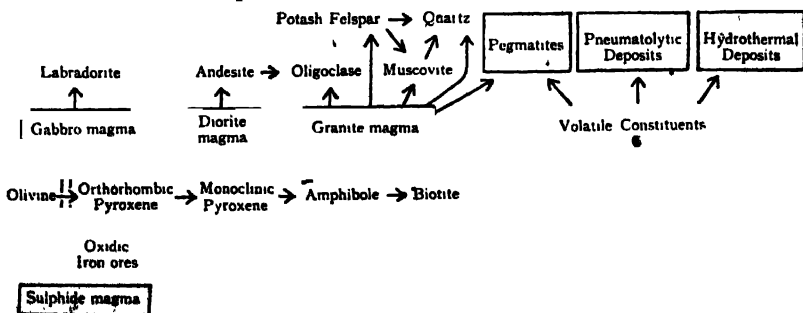 Potash Felspar → Quartz
Pegmatites
Pneumatolytic
Deposits
Hydrothermal
Deposits
Labradorite
Andesite → Oligoclase
Muscovite
Gabbro magma
Diorite
magma
Granite magma
Volatile Constituents
6
Olivine → Orthorhombic
Pyroxene → Monoclinic
Pyroxene → Amphibole → Biotite
Oxidic
Iron ores
Sulphide magma